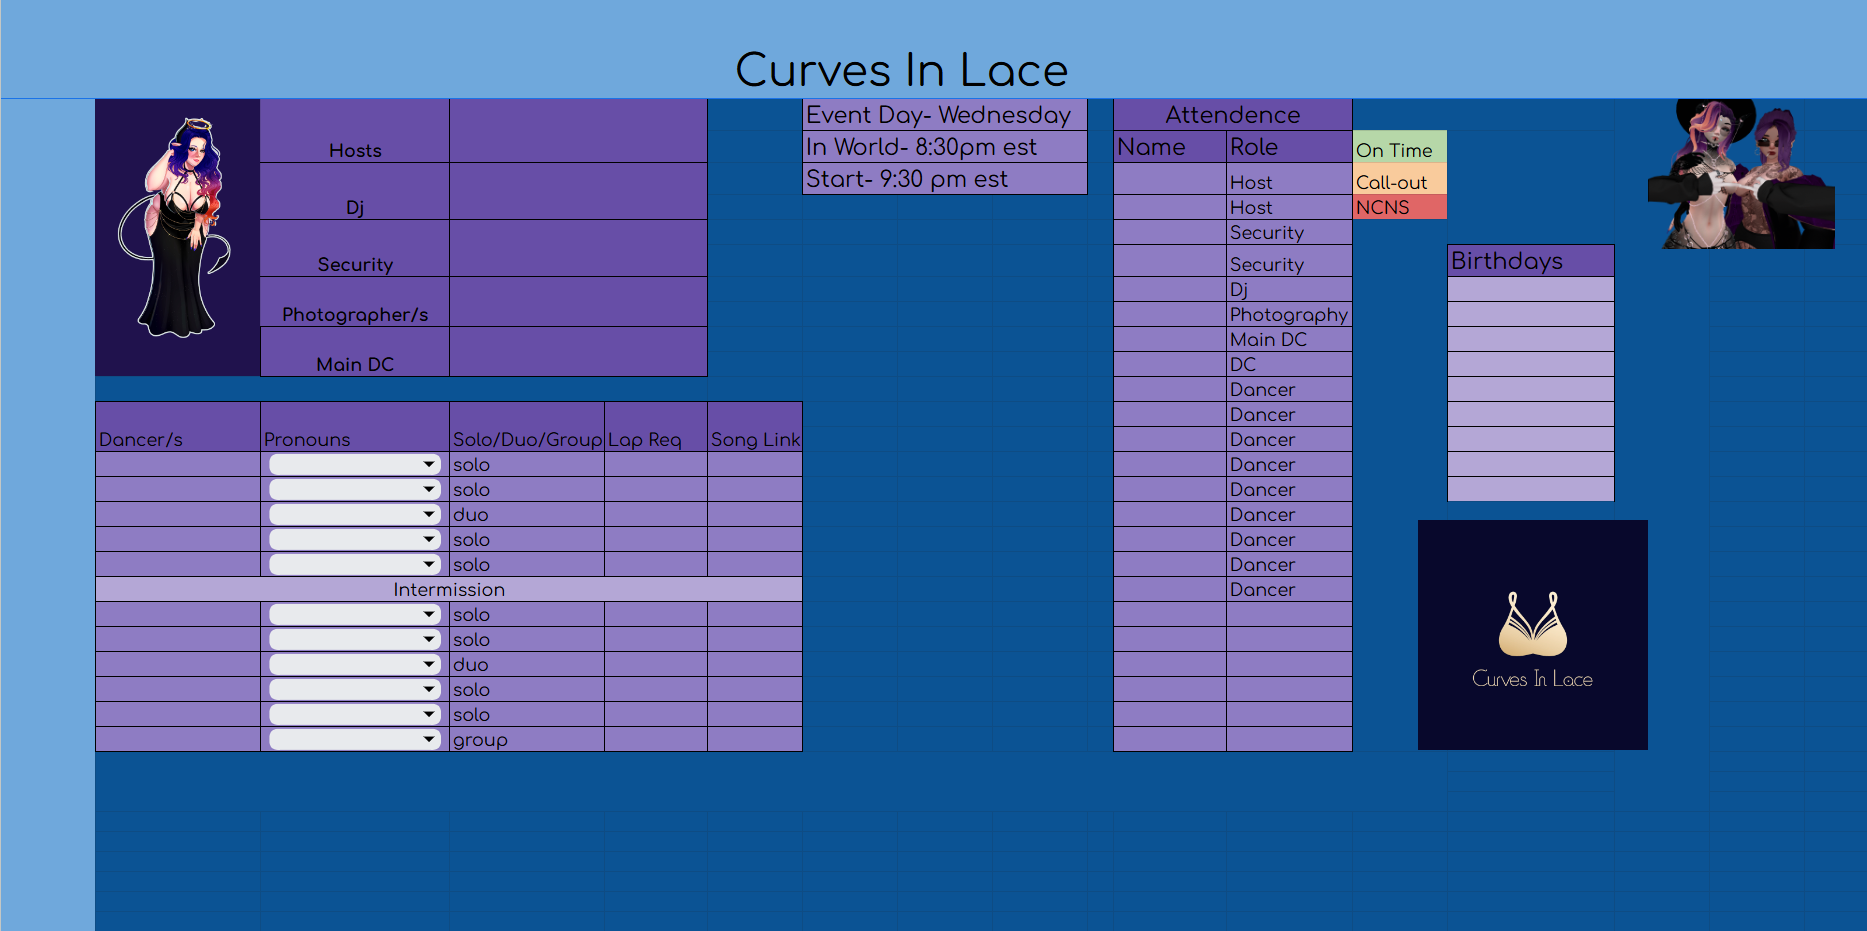 Curves In Lace
Hosts
Dj
Security
Photographer/s
Main DC
Event Day- Wednesday
In World- 8:30pm est
Start- 9:30 pm est
Attendence
Name Role
Host
Host
Security
Security
Dj
Photography
Main DC
DC
Dancer
Dancer
Dancer
Dancer
Dancer
Dancer
Dancer
Dancer
Dancer
On Time
Call-out
NCNS
Birthdays
Dancer/s Pronouns Solo/Duo/Group Lap Req Song Link
solo
solo
duo
solo
solo
Intermission
solo
solo
duo
solo
solo
group
Curves In Lace